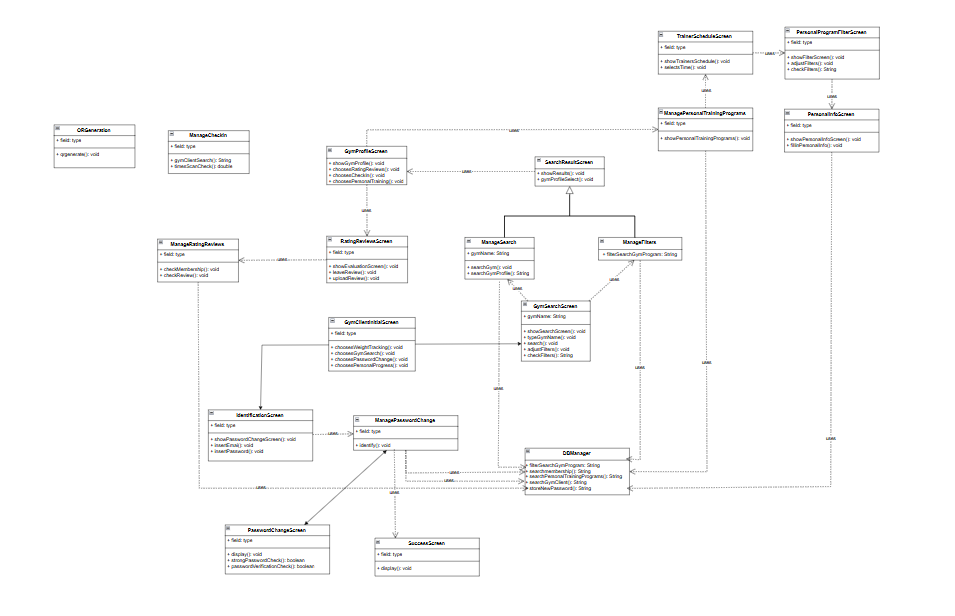 TrainerScheduleScreen
+ field: type
+ showTrainersSchedule(): void
+ selectsTime(): void
uses
PersonalProgramFilterScreen
+ field: type
+ showFilterScreen(): void
+ adjustFilters(): void
+ checkFilters(): String
uses
uses
ManagePersonalTrainingPrograms
+ field: type
+ showPersonalTrainingPrograms(): void
PersonalInfoScreen
+ field: type
+ showPersonalInfoScreen(): void
+ fillInPersonalInfo(): void
QRGeneration
+ field: type
+ qrgenerate(): void
ManageCheckIn
+ field: type
+ gymClientSearch(): String
+ timesScanCheck(): double
uses
GymProfileScreen
+ showGymProfile(): void
+ choosesRatingReviews(): void
+ choosesCheckIn(): void
+ choosesPersonalTraining(): void
uses
SearchResultScreen
+ showResults(): void
+ gymProfileSelect(): void
uses
ManageRatingReviews
+ field: type
+ checkMembership(): void
+ checkReview(): void
uses
RatingReviewsScreen
+ field: type
+ showEvaluationScreen(): void
+ leaveReview(): void
+ uploadReview(): void
ManageSearch
+ gymName: String
+ searchGym(): void
+ searchGymProfile(): String
ManageFilters
+ filterSearchGymProgram: String
uses
uses
GymSearchScreen
+ gymName: String
+ showSearchScreen(): void
+ typeGymName(): void
+ search(): void
+ adjustFilters(): void
+ checkFilters(): String
GymClientInitialScreen
+ field: type
+ choosesWeightTracking(): void
+ choosesGymSearch(): void
+ choosesPasswordChange(): void
+ choosesPersonalProgress(): void
uses
uses
uses
IdentificationScreen
+ field: type
+ showPasswordChangeScreen(): void
+ insertEmail(): void
+ insertPassword(): void
uses
ManagePasswordChange
+ field: type
+ identify(): void
uses
DBManager
+ filterSearchGymProgram: String
+ searchmembership(): String
+ searchPersonalTrainingPrograms(): String
+ searchGymClient(): String
+ storeNewPassword(): String
uses
uses
uses
uses
PasswordChangeScreen
+ field: type
+ display(): void
+ strongPasswordCheck(): boolean
+ passwordVerificationCheck(): boolean
SuccessScreen
+ field: type
+ display(): void